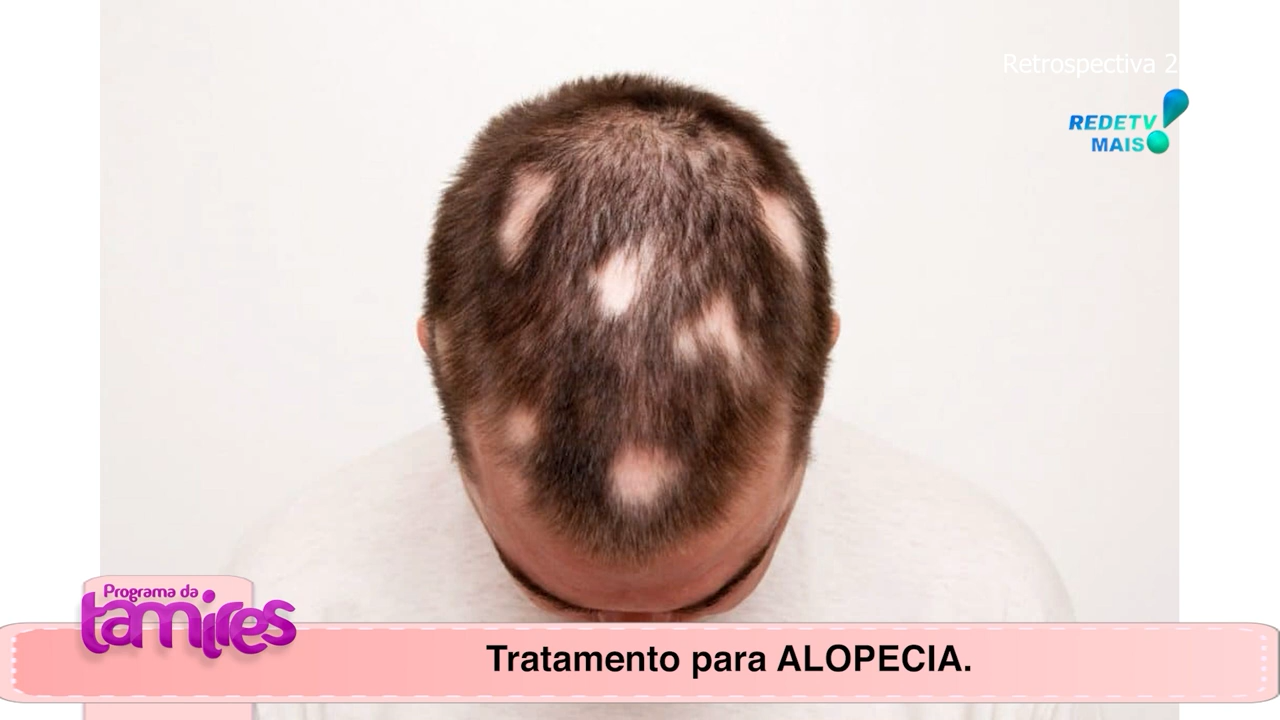 Retrospectiva 2
REDETV
MAIS
Programa da
tamires
Tratamento para ALOPECIA.